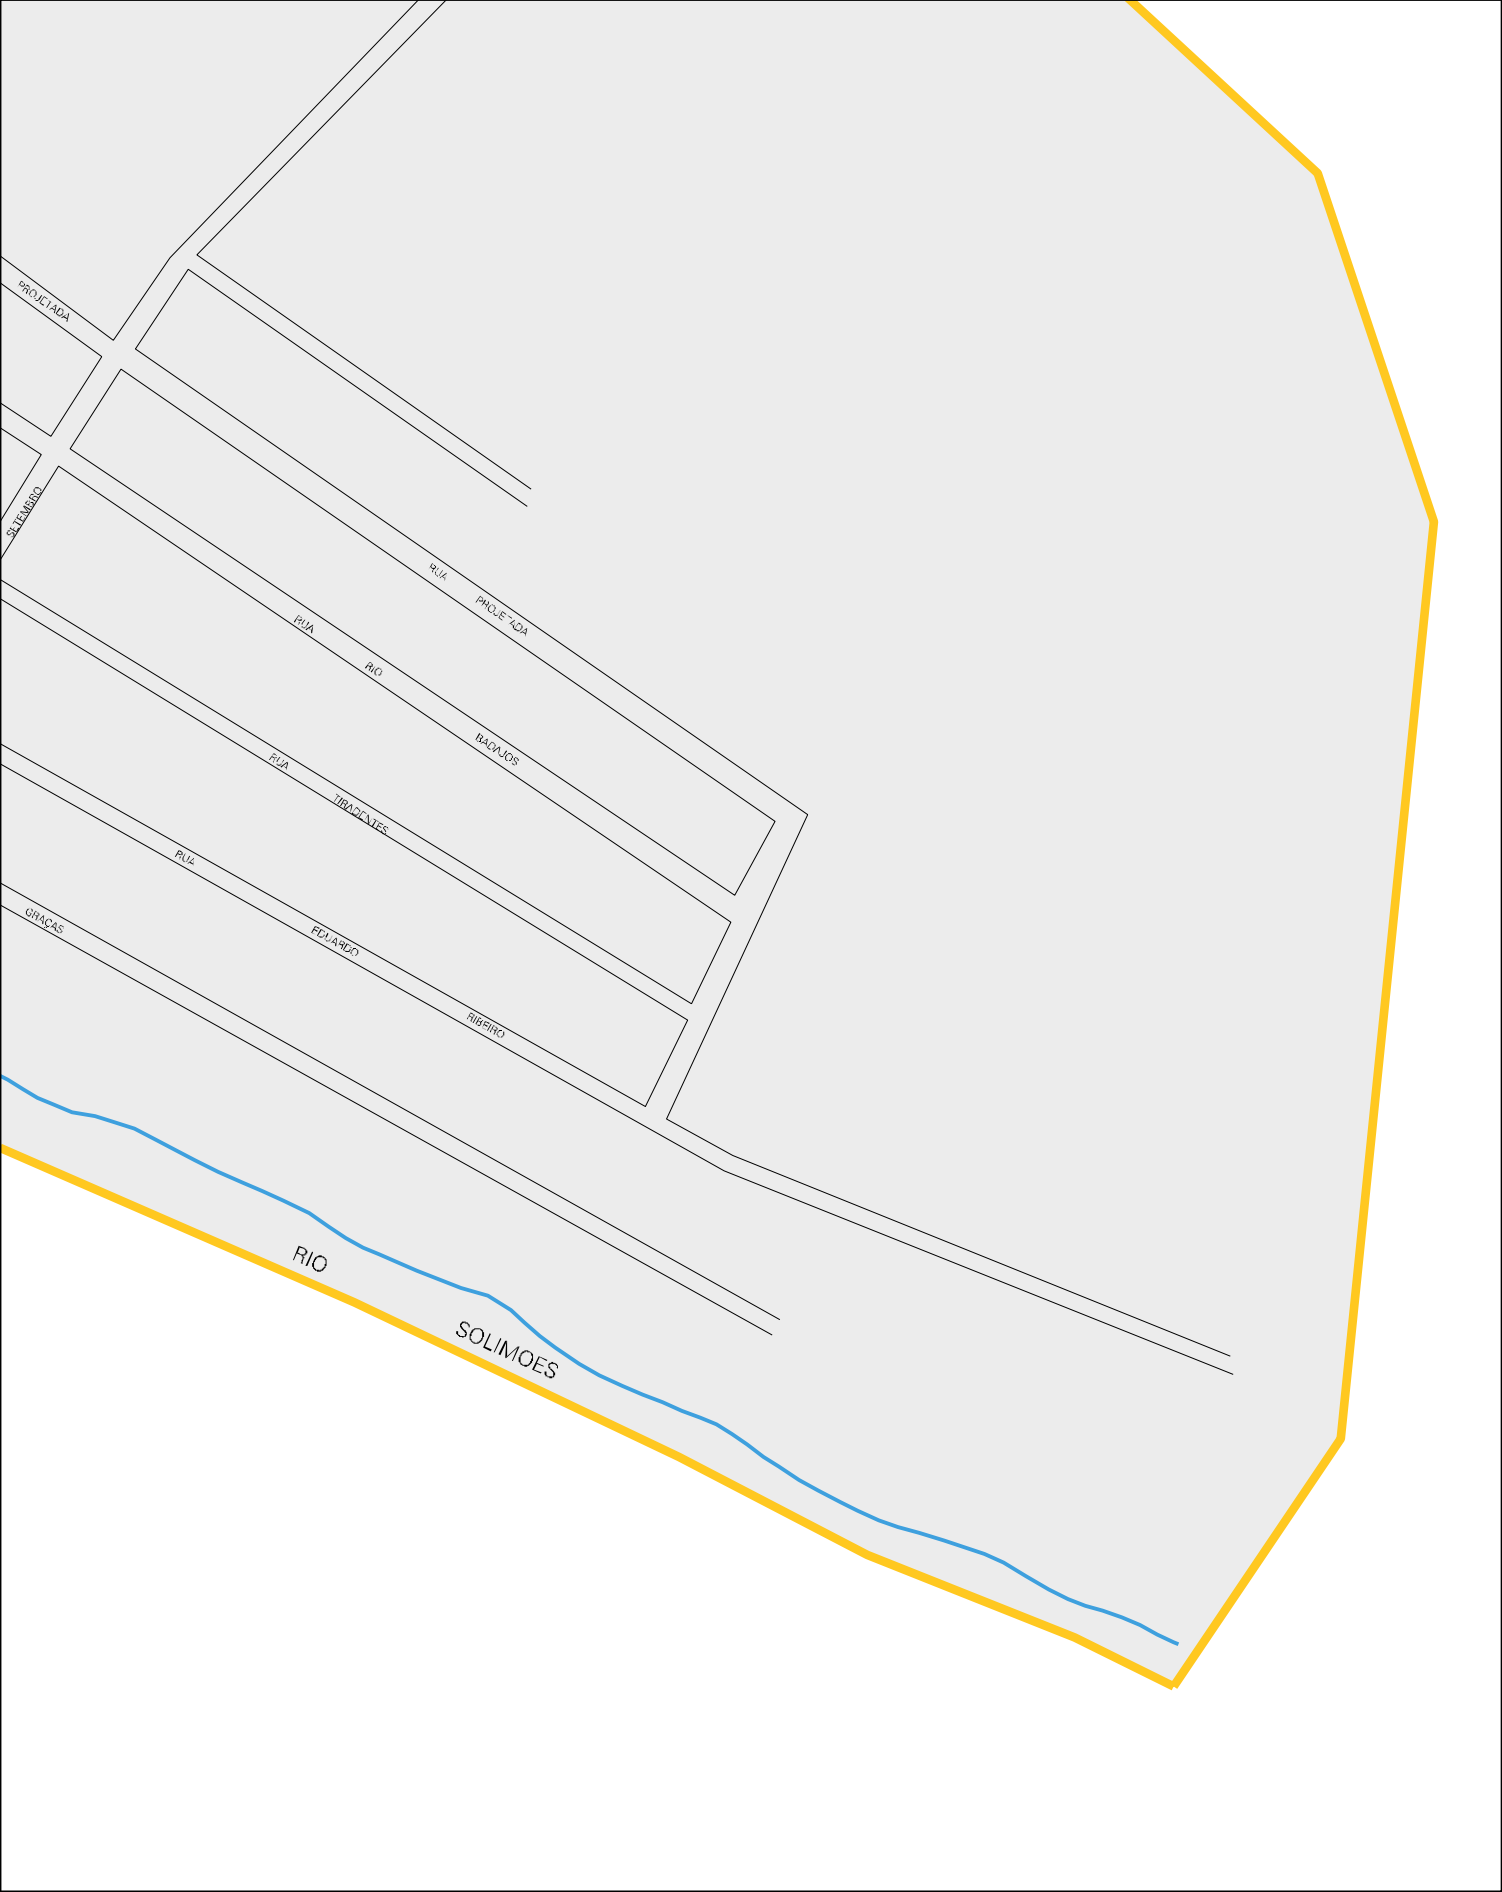 PROJETADA
SETEMBRO
RUA PROJETADA
RUA RIO BADAJOS
RUA TIRADENTES
RUA EDUARDO RIBEIRO
GRAÇAS
RIO SOLIMOES